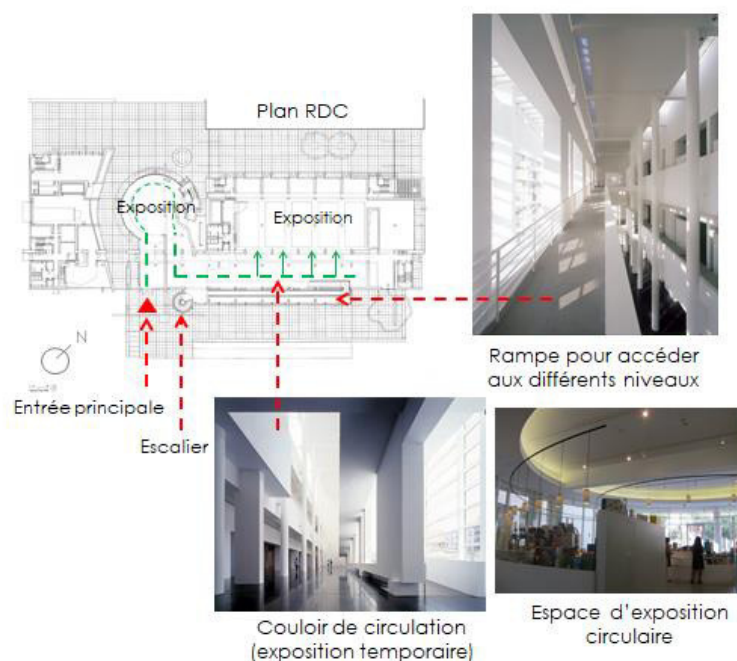 Plan RDC
Exposition
Exposition
N
Entrée principale
Escalier
Rampe pour accéder
aux différents niveaux
Couloir de circulation
(exposition temporaire)
Espace d'exposition
circulaire